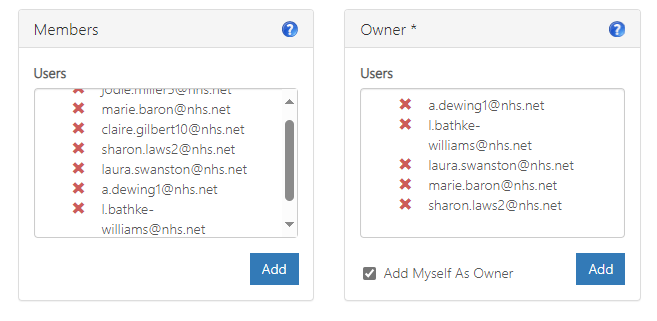 Members
?
Users
jodie.miller5@nhs.net
marie.baron@nhs.net
claire.gilbert10@nhs.net
sharon.laws2@nhs.net
laura.swanston@nhs.net
a.dewing1@nhs.net
l.bathke-
williams@nhs.net
Add
Owner *
?
Users
a.dewing1@nhs.net
l.bathke-
williams@nhs.net
laura.swanston@nhs.net
marie.baron@nhs.net
sharon.laws2@nhs.net
Add Myself As Owner
Add